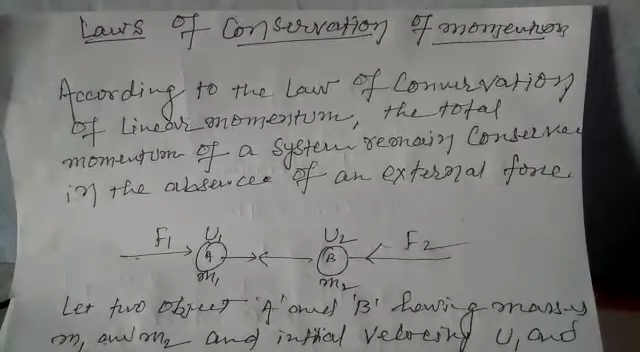 Laws of Conservation of momentum
According to the Law of Convervation
of Linear momentum, the total
momentum of a system remain Conserve
in the absence of an external force.
F1 U1 U2 F2
A B
m1 m2
Let two object 'A' and 'B' having masses
m1 and m2 and initial velocity U1 and